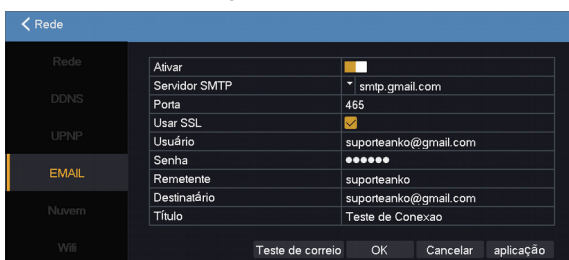 Rede
Rede
DDNS
UPNP
EMAIL
Nuvem
Wifi
Ativar
Servidor SMTP smtp.gmail.com
Porta 465
Usar SSL
Usuário suporteanko@gmail.com
Senha ●●●●●●
Remetente suporteanko
Destinatário suporteanko@gmail.com
Título Teste de Conexao
Teste de correio OK Cancelar aplicação